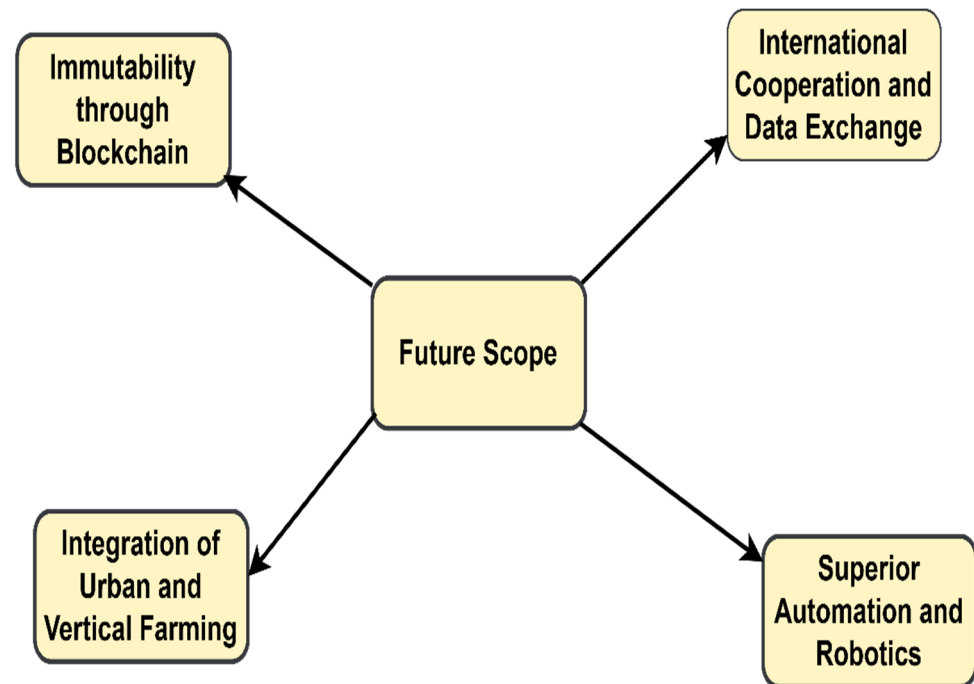 Immutability
through
Blockchain
International
Cooperation and
Data Exchange
Future Scope
Integration of
Urban and
Vertical Farming
Superior
Automation and
Robotics